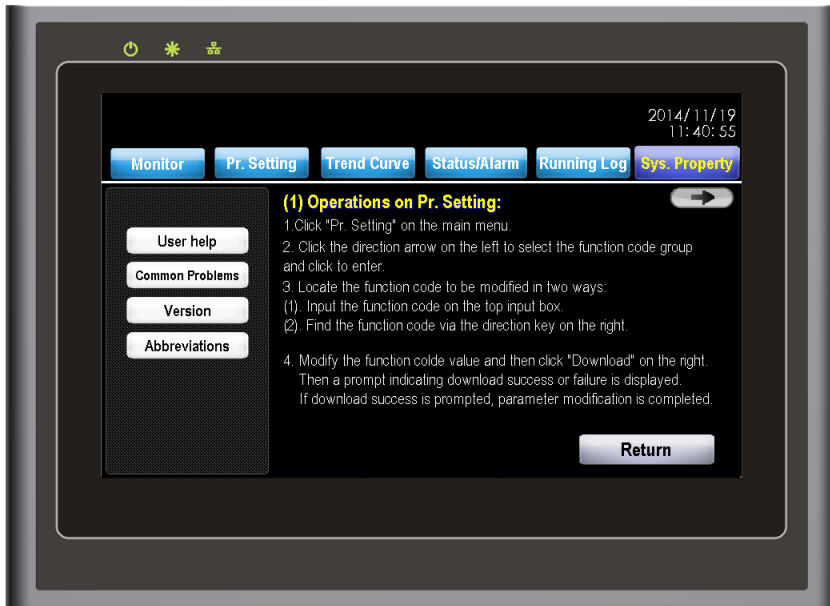 2014/11/19
11:40:55
Monitor Pr. Setting Trend Curve Status/Alarm Running Log Sys. Property
User help
Common Problems
Version
Abbreviations
(1) Operations on Pr. Setting:
1.Click "Pr. Setting" on the main menu.
2. Click the direction arrow on the left to select the function code group
and click to enter.
3. Locate the function code to be modified in two ways:
(1). Input the function code on the top input box.
(2). Find the function code via the direction key on the right.
4. Modify the function colde value and then click "Download" on the right.
Then a prompt indicating download success or failure is displayed.
If download success is prompted, parameter modification is completed.
Return